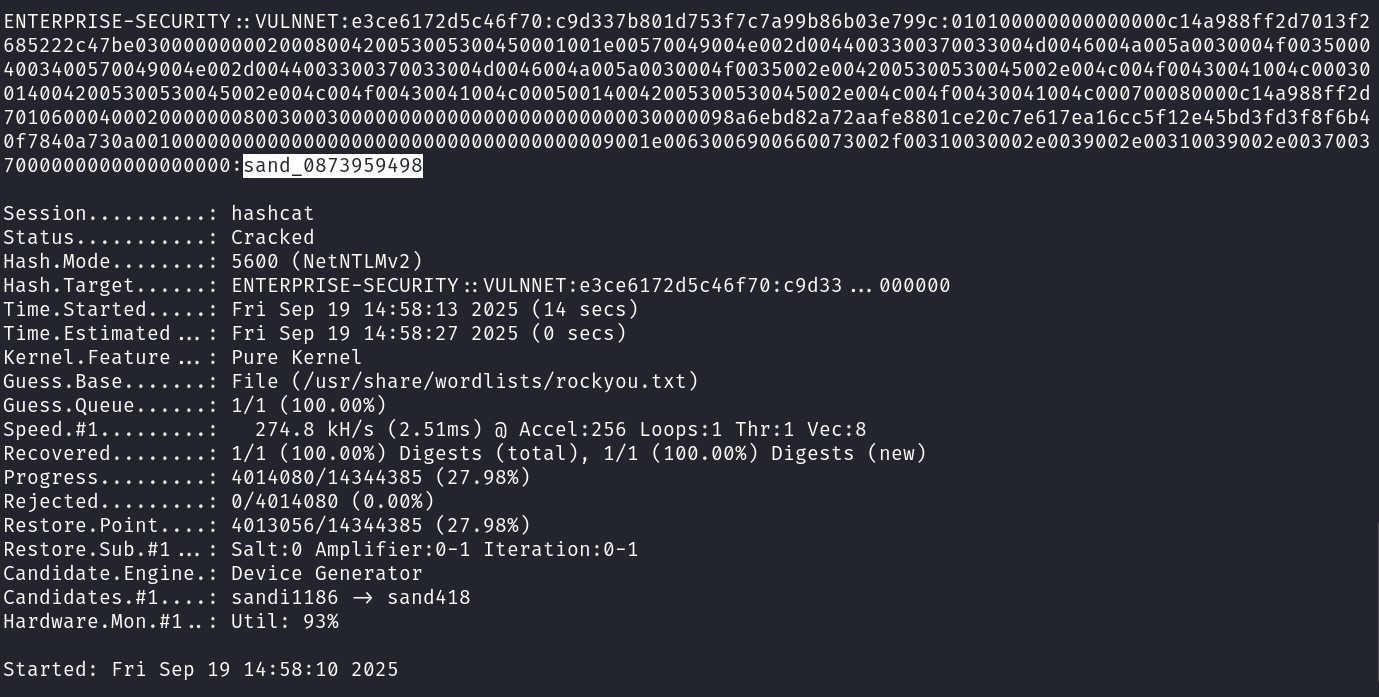 ENTERPRISE-SECURITY::VULNNET:e3ce6172d5c46f70:c9d337b801d753f7c7a99b86b03e799c:010100000000000000c14a988ff2d7013f2
685222c47be0300000000020008004200530053004500010001e00570049004e002d0044003300370033004d0046004a005a0030004f0035000
4003400570049004e002d0044003300370033004d0046004a005a0030004f0035002e0042005300530045002e004c004f00430041004c00030
0140042005300530045002e004c004f00430041004c000500140042005300530045002e004c004f00430041004c000700080000c14a988ff2d
7010600040002000000080030003000000000000000000000000030000098a6ebd82a72aafe8801ce20c7e617ea16cc5f12e45bd3fd3f8f6b4
0f7840a730a001000000000000000000000000000000000000009001e0063006900660073002f00310030002e0039002e00310039002e0037003
7000000000000000000:sand_0873959498
Session..........: hashcat
Status...........: Cracked
Hash.Mode........: 5600 (NetNTLMv2)
Hash.Target......: ENTERPRISE-SECURITY::VULNNET:e3ce6172d5c46f70:c9d33...000000
Time.Started.....: Fri Sep 19 14:58:13 2025 (14 secs)
Time.Estimated...: Fri Sep 19 14:58:27 2025 (0 secs)
Kernel.Feature...: Pure Kernel
Guess.Base.......: File (/usr/share/wordlists/rockyou.txt)
Guess.Queue......: 1/1 (100.00%)
Speed.#1.........:   274.8 kH/s (2.51ms) @ Accel:256 Loops:1 Thr:1 Vec:8
Recovered........: 1/1 (100.00%) Digests (total), 1/1 (100.00%) Digests (new)
Progress.........: 4014080/14344385 (27.98%)
Rejected.........: 0/4014080 (0.00%)
Restore.Point....: 4013056/14344385 (27.98%)
Restore.Sub.#1...: Salt:0 Amplifier:0-1 Iteration:0-1
Candidate.Engine.: Device Generator
Candidates.#1....: sandi1186 -> sand418
Hardware.Mon.#1..: Util: 93%
Started: Fri Sep 19 14:58:10 2025